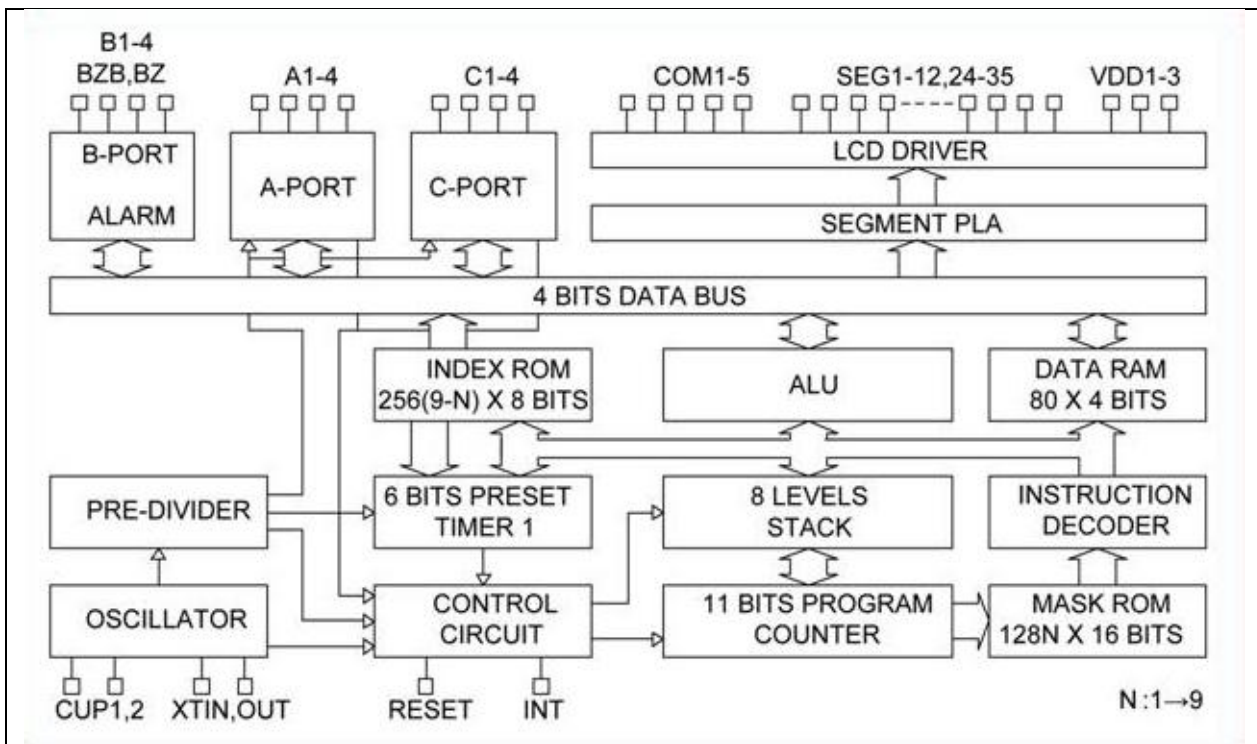 B1-4
BZB,BZ
A1-4
C1-4
COM1-5
SEG1-12,24-35
VDD1-3
B-PORT
ALARM
A-PORT
C-PORT
LCD DRIVER
SEGMENT PLA
4 BITS DATA BUS
INDEX ROM
256(9-N) X 8 BITS
ALU
DATA RAM
80 X 4 BITS
PRE-DIVIDER
6 BITS PRESET
TIMER 1
8 LEVELS
STACK
INSTRUCTION
DECODER
OSCILLATOR
CONTROL
CIRCUIT
11 BITS PROGRAM
COUNTER
MASK ROM
128N X 16 BITS
CUP1,2
XTIN,OUT
RESET
INT
N :1→9